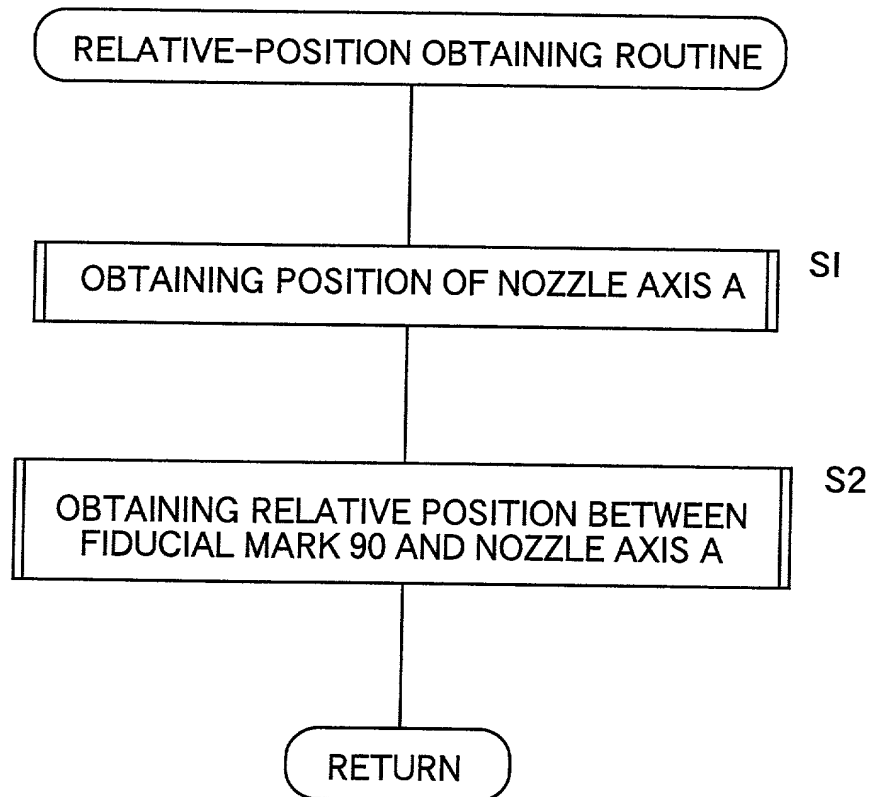 RELATIVE-POSITION OBTAINING ROUTINE
OBTAINING POSITION OF NOZZLE AXIS A
S1
OBTAINING RELATIVE POSITION BETWEEN
FIDUCIAL MARK 90 AND NOZZLE AXIS A
S2
RETURN